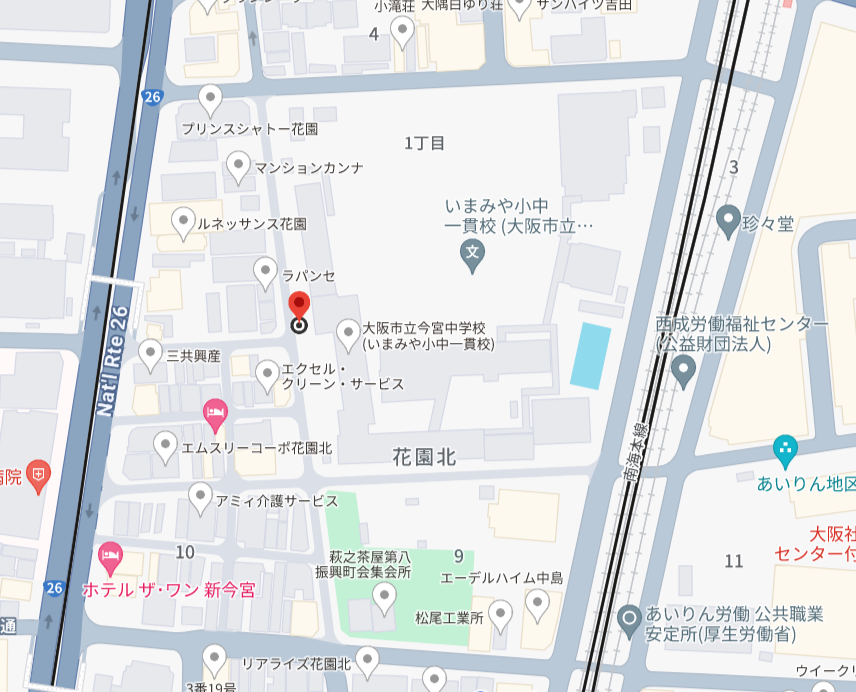 小滝荘
大隅白ゆり荘
サンハイツ吉田
4
26
プリンスシャトー花園
1丁目
マンションカンナ
3
いまみや小中
一貫校 (大阪市立…
文
ルネッサンス花園
珍々堂
ラパンセ
大阪市立今宮中学校
(いまみや小中一貫校)
西成労働福祉センター
(公益財団法人)
Nat'l Rte 26
三共興産
エクセル・
クリーン・サービス
エムスリーコーポ花園北
花園北
南海本線
病院
あいりん地区
アミィ介護サービス
大阪社
センター付
10
萩之茶屋第八
振興町会集会所
9
11
エーデルハイム中島
ホテル ザ・ワン 新今宮
26
松尾工業所
あいりん労働 公共職業
安定所(厚生労働省)
通
リアライズ花園北
ウイークリ
3番19号